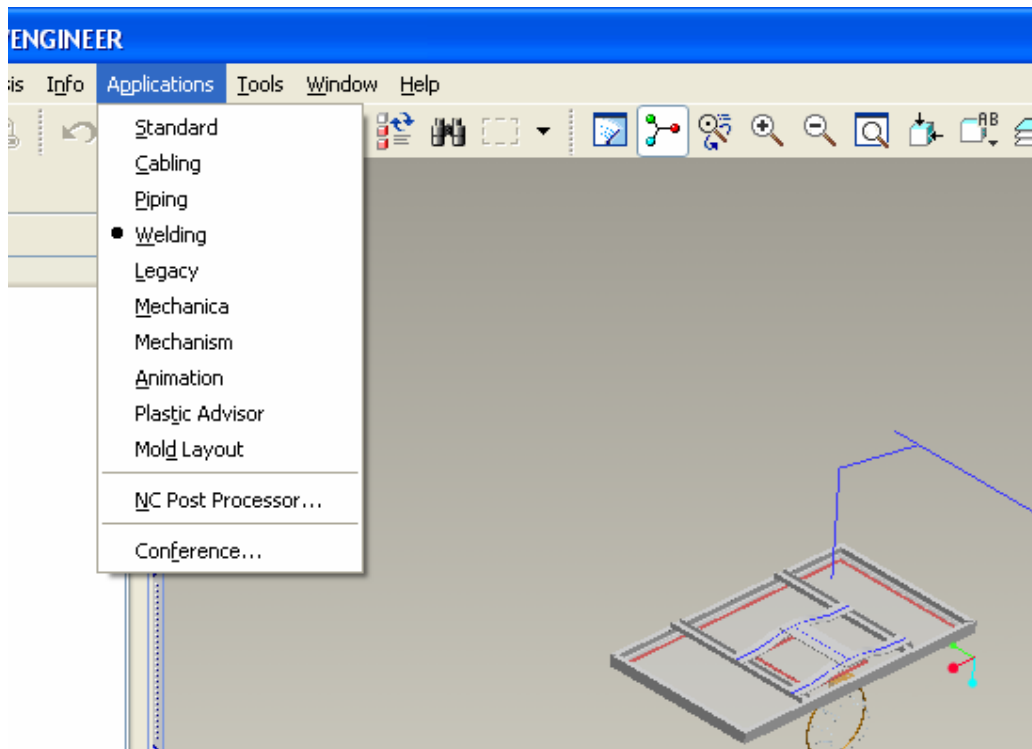 ENGINEER
sis Info Applications Tools Window Help
AB
Standard
Cabling
Piping
Welding
Legacy
Mechanica
Mechanism
Animation
Plastic Advisor
Mold Layout
NC Post Processor...
Conference...